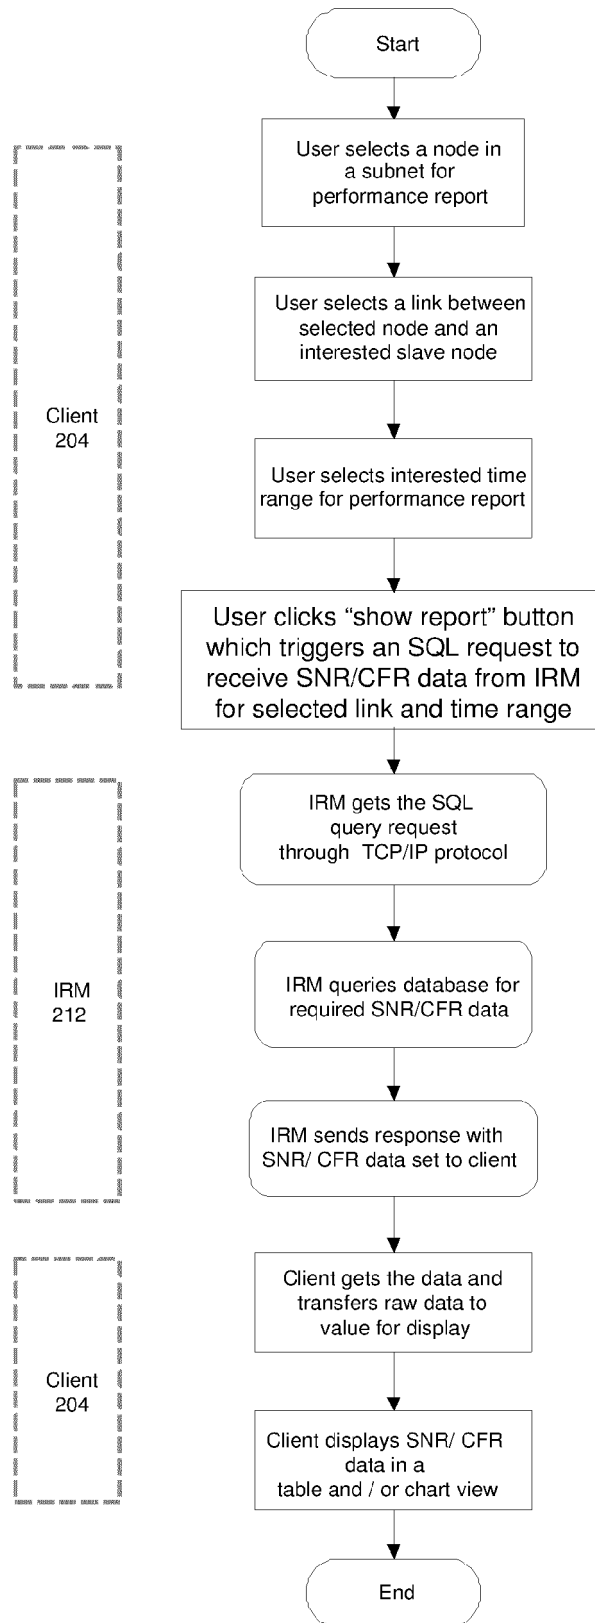 Start
User selects a node in
a subnet for
performance report
User selects a link between
selected node and an
interested slave node
Client
204
User selects interested time
range for performance report
User clicks “show report” button
which triggers an SQL request to
receive SNR/CFR data from IRM
for selected link and time range
IRM gets the SQL
query request
through TCP/IP protocol
IRM
212
IRM queries database for
required SNR/CFR data
IRM sends response with
SNR/ CFR data set to client
Client gets the data and
transfers raw data to
value for display
Client
204
Client displays SNR/ CFR
data in a
table and / or chart view
End